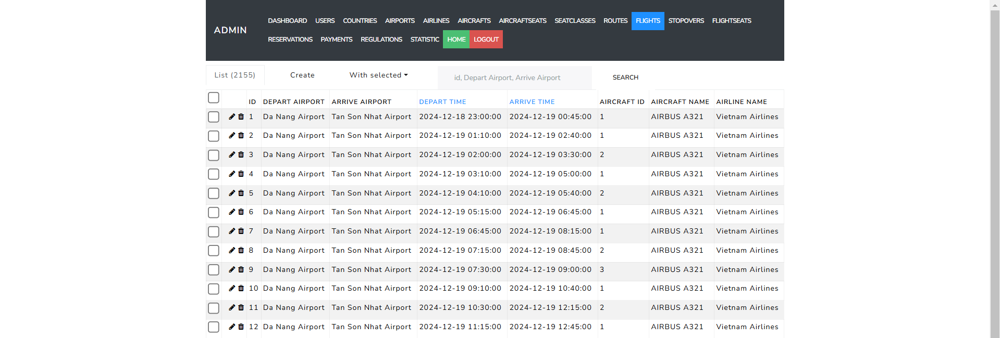 ADMIN
DASHBOARD USERS COUNTRIES AIRPORTS AIRLINES AIRCRAFTS AIRCRAFTSEATS SEATCLASSES ROUTES FLIGHTS STOPOVERS FLIGHTSEATS
RESERVATIONS PAYMENTS REGULATIONS STATISTIC HOME LOGOUT
List (2155) Create With selected id, Depart Airport, Arrive Airport SEARCH
ID DEPART AIRPORT ARRIVE AIRPORT DEPART TIME ARRIVE TIME AIRCRAFT ID AIRCRAFT NAME AIRLINE NAME
1 Da Nang Airport Tan Son Nhat Airport 2024-12-18 23:00:00 2024-12-19 00:45:00 1 AIRBUS A321 Vietnam Airlines
2 Da Nang Airport Tan Son Nhat Airport 2024-12-19 01:10:00 2024-12-19 02:40:00 1 AIRBUS A321 Vietnam Airlines
3 Da Nang Airport Tan Son Nhat Airport 2024-12-19 02:00:00 2024-12-19 03:30:00 2 AIRBUS A321 Vietnam Airlines
4 Da Nang Airport Tan Son Nhat Airport 2024-12-19 03:10:00 2024-12-19 05:00:00 1 AIRBUS A321 Vietnam Airlines
5 Da Nang Airport Tan Son Nhat Airport 2024-12-19 04:10:00 2024-12-19 05:40:00 2 AIRBUS A321 Vietnam Airlines
6 Da Nang Airport Tan Son Nhat Airport 2024-12-19 05:15:00 2024-12-19 06:45:00 1 AIRBUS A321 Vietnam Airlines
7 Da Nang Airport Tan Son Nhat Airport 2024-12-19 06:45:00 2024-12-19 08:15:00 1 AIRBUS A321 Vietnam Airlines
8 Da Nang Airport Tan Son Nhat Airport 2024-12-19 07:15:00 2024-12-19 08:45:00 2 AIRBUS A321 Vietnam Airlines
9 Da Nang Airport Tan Son Nhat Airport 2024-12-19 07:30:00 2024-12-19 09:00:00 3 AIRBUS A321 Vietnam Airlines
10 Da Nang Airport Tan Son Nhat Airport 2024-12-19 09:10:00 2024-12-19 10:40:00 1 AIRBUS A321 Vietnam Airlines
11 Da Nang Airport Tan Son Nhat Airport 2024-12-19 10:30:00 2024-12-19 12:15:00 2 AIRBUS A321 Vietnam Airlines
12 Da Nang Airport Tan Son Nhat Airport 2024-12-19 11:15:00 2024-12-19 12:45:00 1 AIRBUS A321 Vietnam Airlines